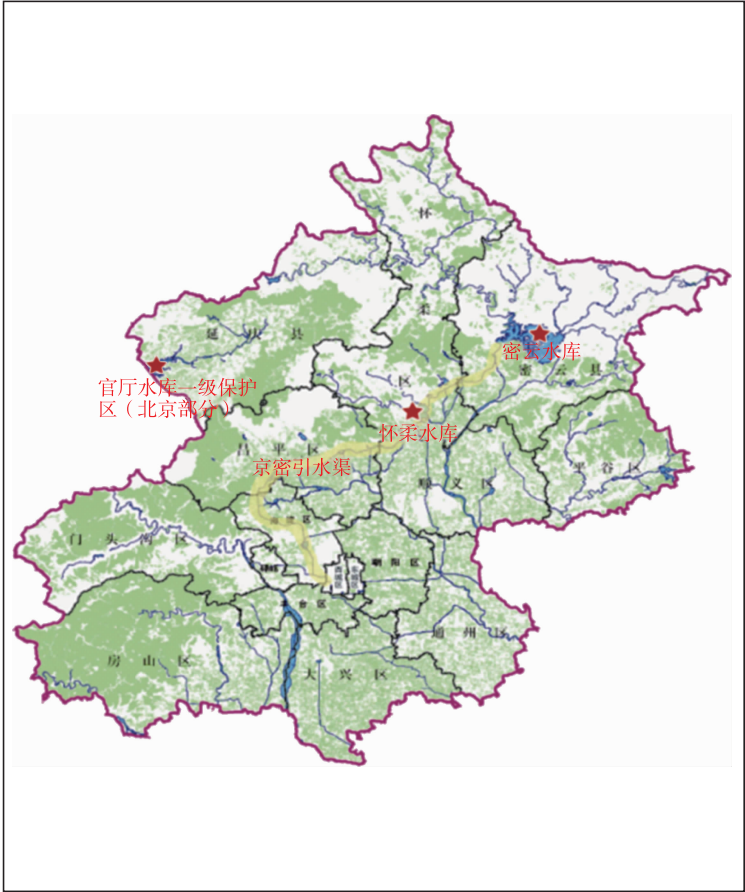 怀
柔
区
延庆县
密云水库
密云县
官厅水库一级保护
区（北京部分）
怀柔水库
昌平区
京密引水渠
顺义区
平谷区
门头沟区
朝阳区
台区
通州区
房山区
大兴区